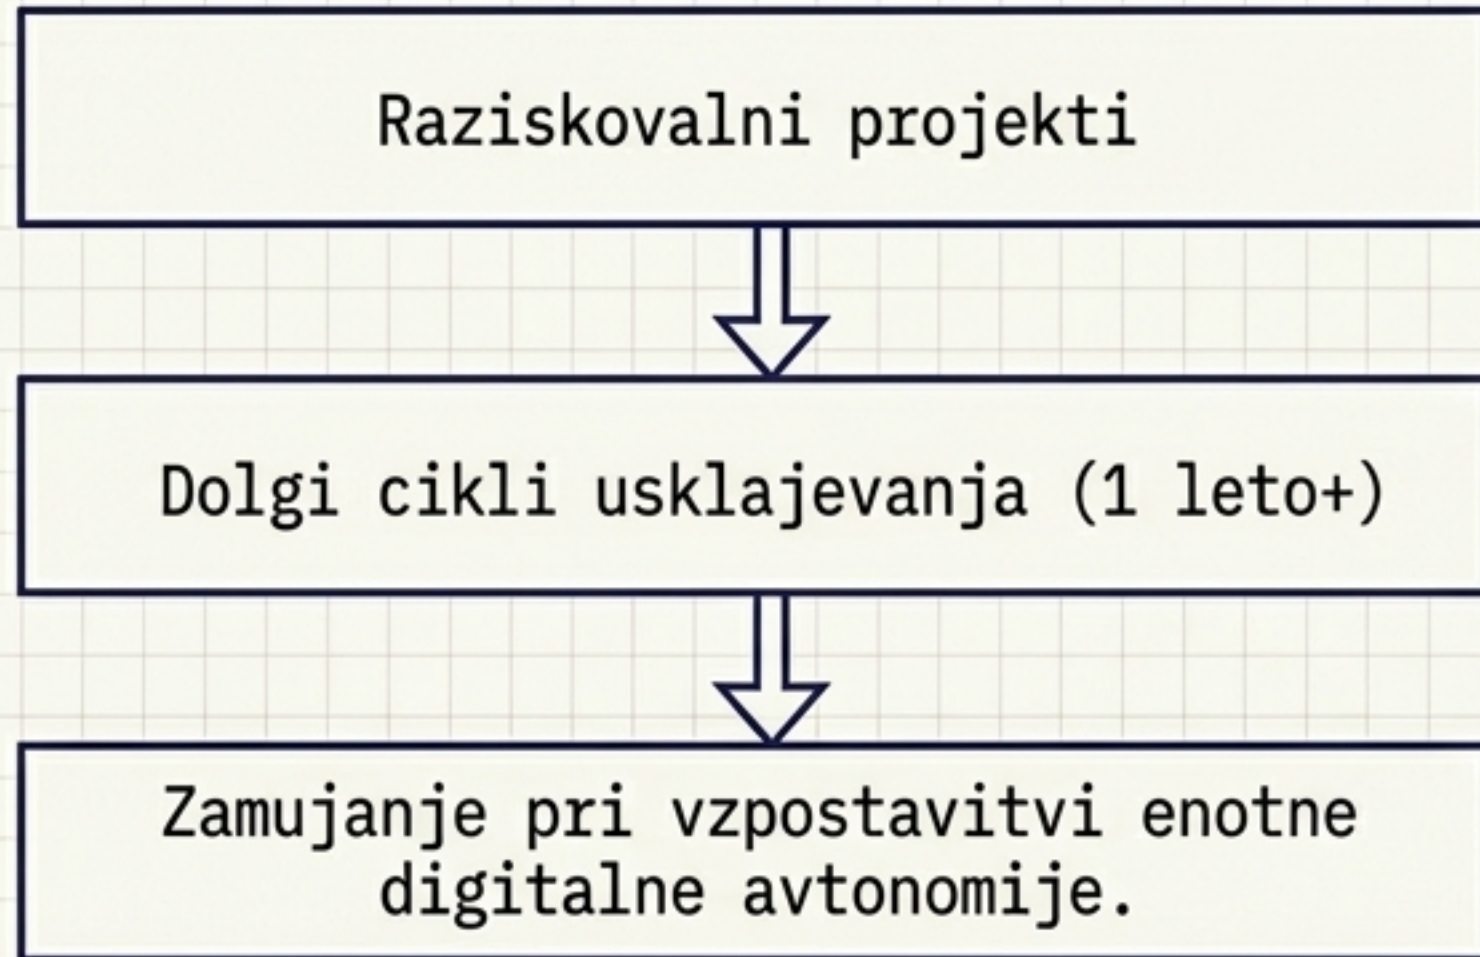 Raziskovalni projekti
Dolgi cikli usklajevanja (1 leto+)
Zamujanje pri vzpostavitvi enotne
digitalne avtonomije.